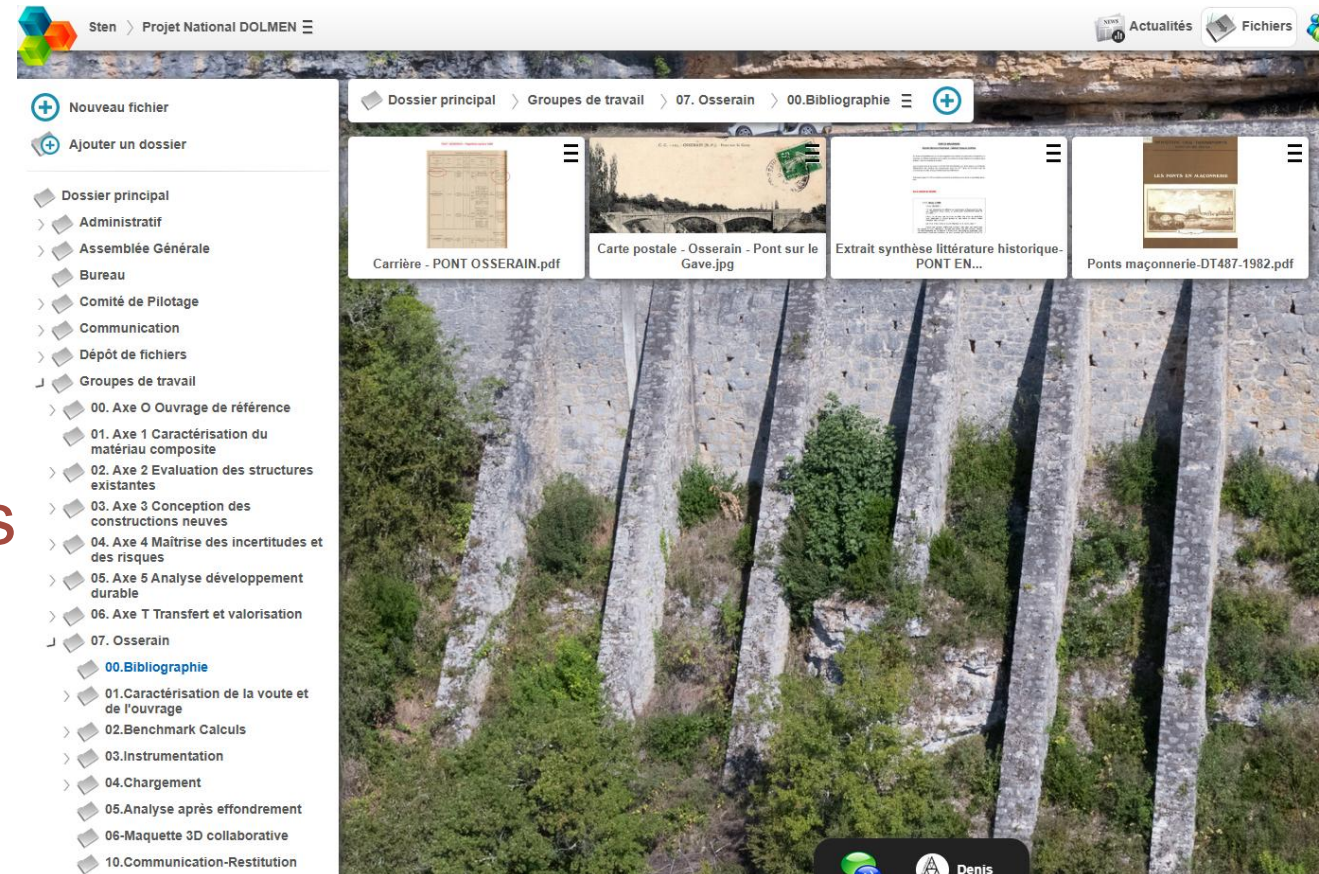 Sten > Projet National DOLMEN
NEWS Actualités Fichiers
Nouveau fichier
Ajouter un dossier
Dossier principal
Administratif
Assemblée Générale
Bureau
Comité de Pilotage
Communication
Dépôt de fichiers
Groupes de travail
00. Axe O Ouvrage de référence
01. Axe 1 Caractérisation du
matériau composite
02. Axe 2 Evaluation des structures
existantes
03. Axe 3 Conception des
constructions neuves
04. Axe 4 Maîtrise des incertitudes et
des risques
05. Axe 5 Analyse développement
durable
06. Axe T Transfert et valorisation
07. Osserain
00.Bibliographie
01.Caractérisation de la voute et
de l'ouvrage
02.Benchmark Calculs
03.Instrumentation
04.Chargement
05.Analyse après effondrement
06-Maquette 3D collaborative
10.Communication-Restitution
s
Dossier principal > Groupes de travail > 07. Osserain > 00.Bibliographie
Carrière - PONT OSSERAIN.pdf
Carte postale - Osserain - Pont sur le
Gave.jpg
Extrait synthèse littérature historique-
PONT EN...
LES PONTS EN MAÇONNERIE
Ponts maçonnerie-DT487-1982.pdf
Denis